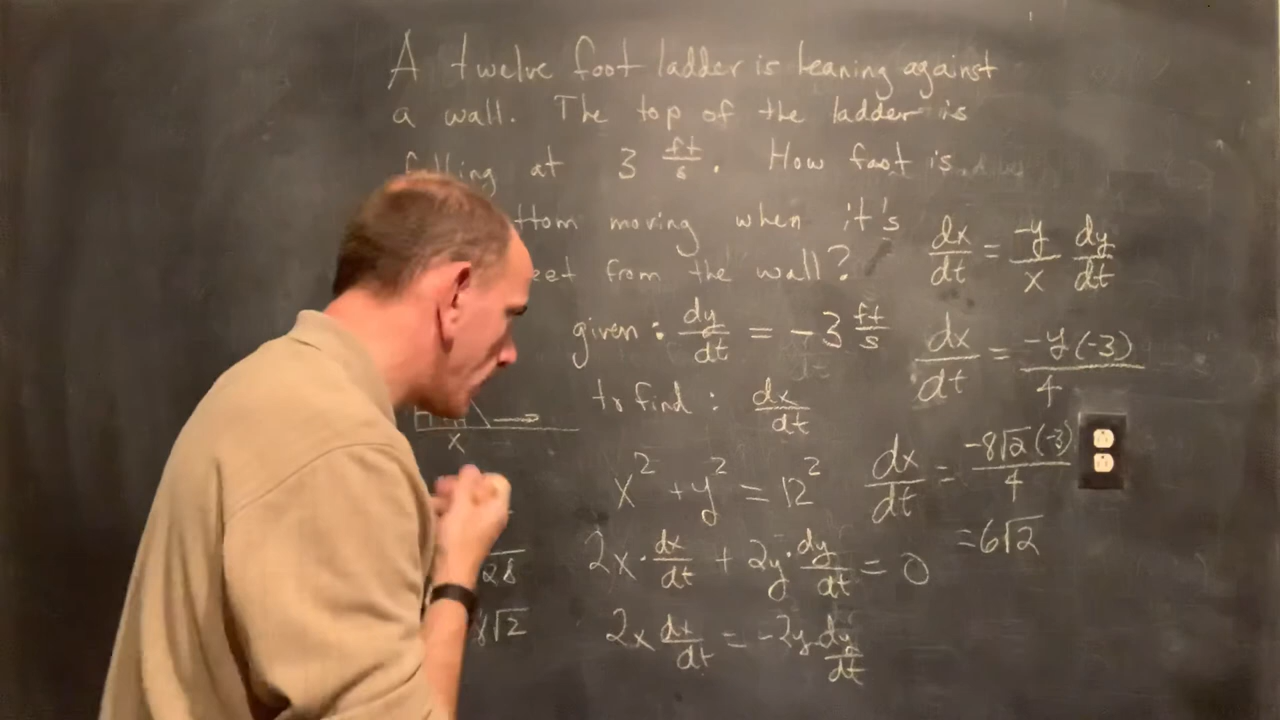 A twelve foot ladder is leaning against
a wall. The top of the ladder is
at 3 ft/s. How fast is
moving when it's
from the wall?
given: dy/dt = -3 ft/s
to find: dx/dt
x
x² + y² = 12²
2x · dx/dt + 2y · dy/dt = 0
2x dx/dt = -2y dy/dt
8√2
dx/dt = -y/x dy/dt
dx/dt = -y(-3)/4
dx/dt = -8√2(-3)/4
= 6√2